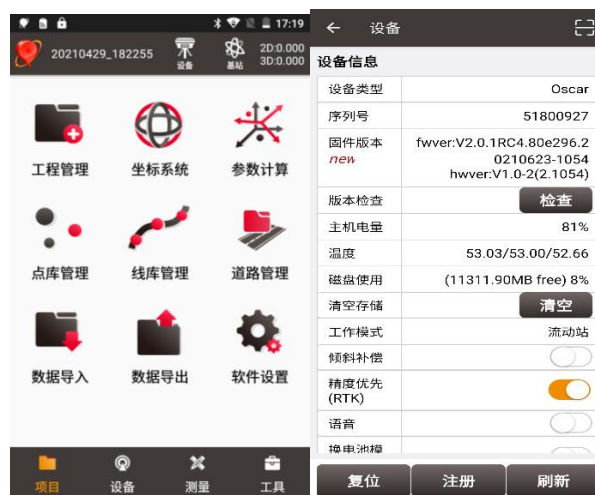 17:19
20210429_182255
设备
基站
2D:0.000
3D:0.000
工程管理
坐标系统
参数计算
点库管理
线库管理
道路管理
数据导入
数据导出
软件设置
项目
设备
测量
工具
设备
设备信息
设备类型
Oscar
序列号
51800927
固件版本
new
fwver:V2.0.1RC4.80e296.2
0210623-1054
hwver:V1.0-2(2.1054)
版本检查
检查
主机电量
81%
温度
53.03/53.00/52.66
磁盘使用
(11311.90MB free) 8%
清空存储
清空
工作模式
流动站
倾斜补偿
精度优先
(RTK)
语音
换电池模
复位
注册
刷新